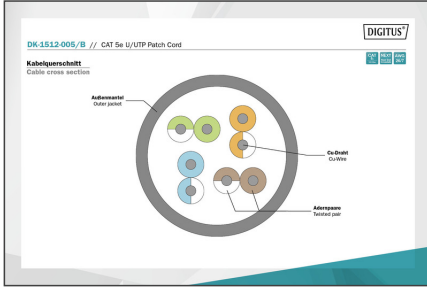 DIGITUS®
DK-1512-005/B // CAT 5e U/UTP Patch Cord
Kabelquerschnitt
Cable cross section
Außenmantel
Outer jacket
Cu-Draht
Cu-Wire
Adernpaare
Twisted pair